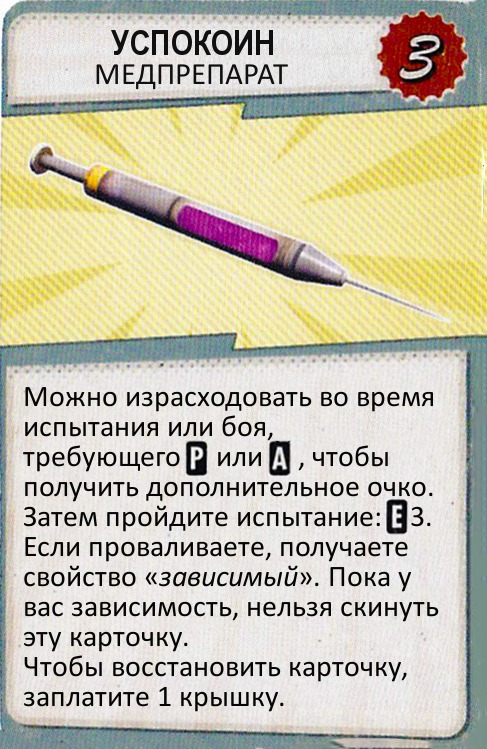 УСПОКОИН
МЕДПРЕПАРАТ
3
Можно израсходовать во время
испытания или боя,
требующего P или A , чтобы
получить дополнительное очко.
Затем пройдите испытание: E 3.
Если проваливаете, получаете
свойство «зависимый». Пока у
вас зависимость, нельзя скинуть
эту карточку.
Чтобы восстановить карточку,
заплатите 1 крышку.